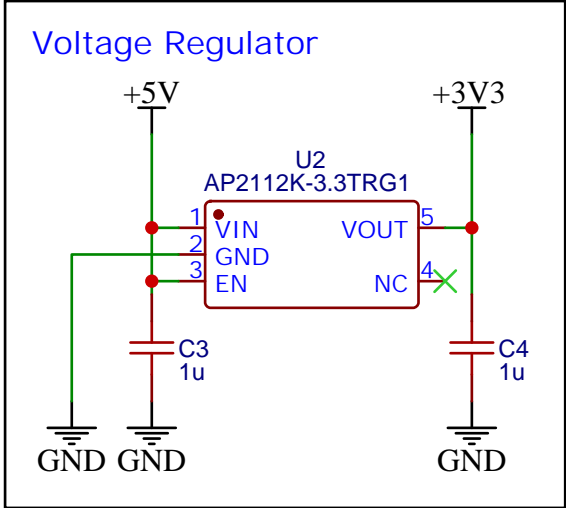 Voltage Regulator
+5V
+3V3
U2
AP2112K-3.3TRG1
1
VIN
VOUT
5
2
GND
3
EN
NC
4
C3
1u
C4
1u
GND
GND
GND